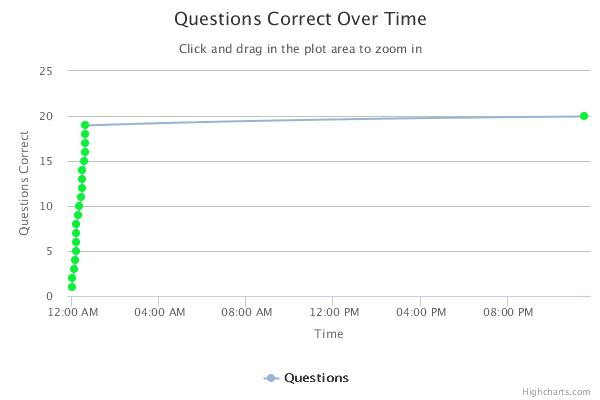 Questions Correct Over Time
Click and drag in the plot area to zoom in
25
20
15
10
5
0
Questions Correct
12:00 AM 04:00 AM 08:00 AM 12:00 PM 04:00 PM 08:00 PM
Time
Questions
Highcharts.com